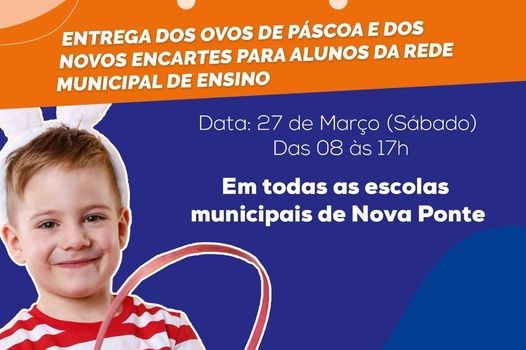 ENTREGA DOS OVOS DE PÁSCOA E DOS
NOVOS ENCARTES PARA ALUNOS DA REDE
MUNICIPAL DE ENSINO
Data: 27 de Março (Sábado)
Das 08 às 17h
Em todas as escolas
municipais de Nova Ponte